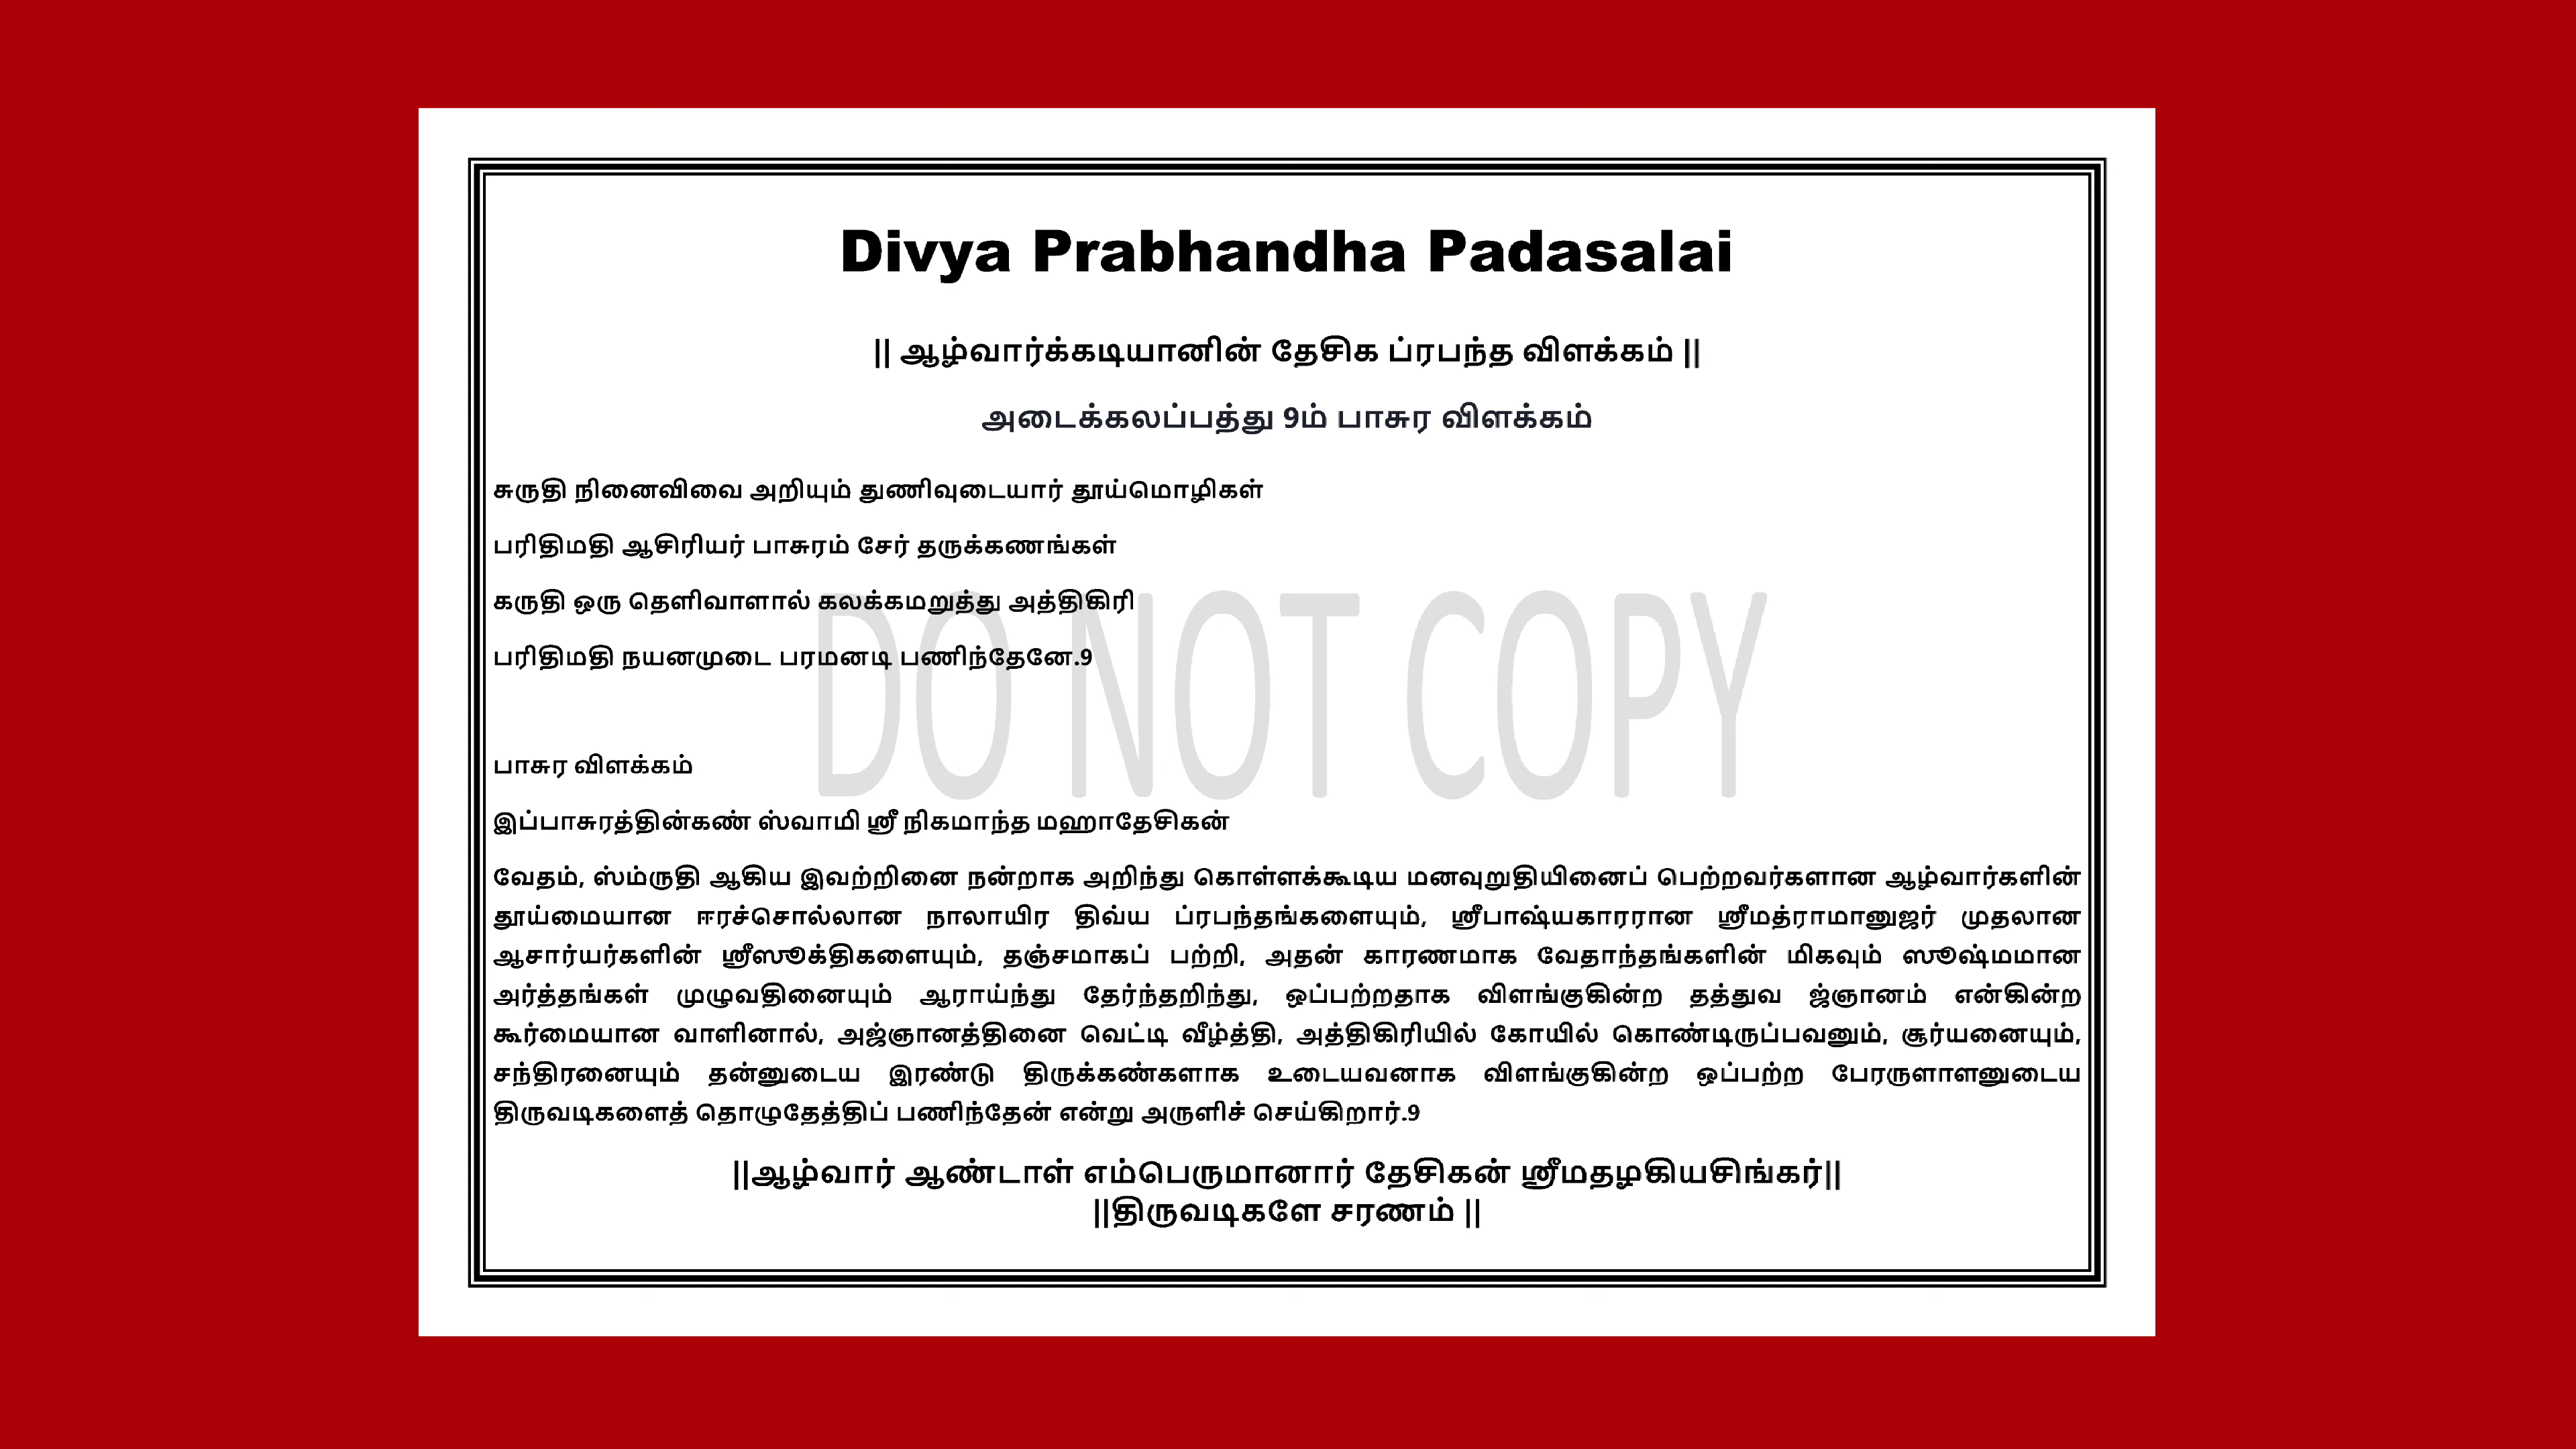 Divya Prabhandha Padasalai
|| ஆழ்வார்க்கடியானின் தேசிக ப்ரபந்த விளக்கம் ||
அடைக்கலப்பத்து 9ம் பாசுர விளக்கம்
சுருதி நினைவிவை அறியும் துணிவுடையார் தூய்மொழிகள்
பரிதிமதி ஆசிரியர் பாசுரம் சேர் தருக்கணங்கள்
கருதி ஒரு தெளிவாளால் கலக்கமறுத்து அத்திகிரி
பரிதிமதி நயனமுடை பரமனடி பணிந்தேதேனே.9
DO NOT COPY
பாசுர விளக்கம்
இப்பாசுரத்தின்கண் ஸ்வாமி ஸ்ரீ நிகமாந்த மஹாதேசிகன்
வேதம், ஸ்ம்ருதி ஆகிய இவற்றினை நன்றாக அறிந்து கொள்ளக்கூடிய மனவுறுதியினைப் பெற்றவர்களான ஆழ்வார்களின்
தூய்மையான ஈரச்சொல்லான நாலாயிர திவ்ய ப்ரபந்தங்களையும், ஸ்ரீபாஷ்யகாரரான ஸ்ரீமத்ராமானுஜர் முதலான
ஆசார்யர்களின் ஸ்ரீஸூக்திகளையும், தஞ்சமாகப் பற்றி, அதன் காரணமாக வேதாந்தங்களின் மிகவும் ஸூஷ்மமான
அர்த்தங்கள் முழுவதினையும் ஆராய்ந்து தேர்ந்தறிந்து, ஒப்பற்றதாக விளங்குகின்ற தத்துவ ஜ்ஞானம் என்கின்ற
கூர்மையான வாளினால், அஜ்ஞானத்தினை வெட்டி வீழ்த்தி, அத்திகிரியில் கோயில் கொண்டிருப்பவனும், சூர்யனையும்,
சந்திரனையும் தன்னுடைய இரண்டு திருக்கண்களாக உடையவனாக விளங்குகின்ற ஒப்பற்ற பேரருளாளனுடைய
திருவடிகளைத் தொழுதேத்திப் பணிந்தேன் என்று அருளிச் செய்கிறார்.9
||ஆழ்வார் ஆண்டாள் எம்பெருமானார் தேசிகன் ஸ்ரீமதழகியசிங்கர்||
||திருவடிகளே சரணம் ||